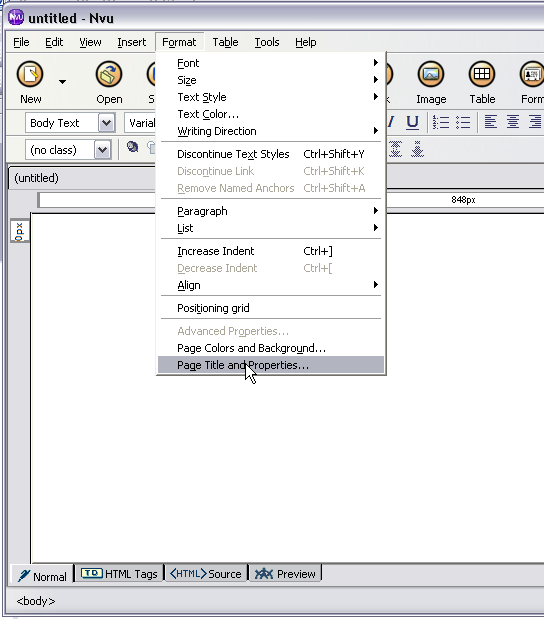 untitled - Nvu
File Edit View Insert Format Table Tools Help
New Open Image Table Form
Body Text
(no class)
(untitled)
848px
0px
Font
Size
Text Style
Text Color...
Writing Direction
Discontinue Text Styles Ctrl+Shift+Y
Discontinue Link Ctrl+Shift+K
Remove Named Anchors Ctrl+Shift+A
Paragraph
List
Increase Indent Ctrl+]
Decrease Indent Ctrl+[
Align
Positioning grid
Advanced Properties...
Page Colors and Background...
Page Title and Properties...
Normal TD HTML Tags <HTML> Source Preview
<body>